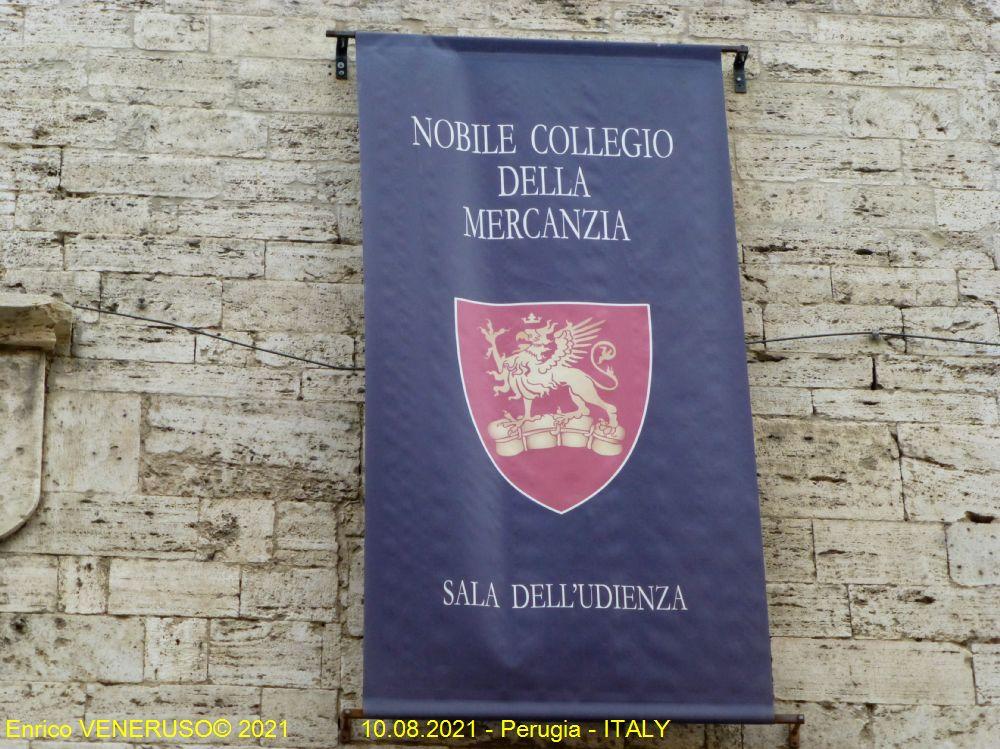 NOBILE COLLEGIO
DELLA
MERCANZIA
SALA DELL'UDIENZA
Enrico VENERUSO© 2021 10.08.2021 - Perugia - ITALY